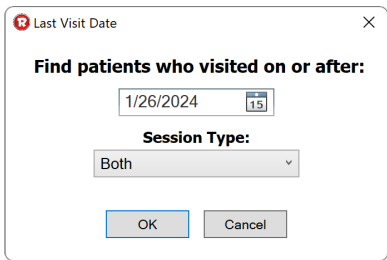 R Last Visit Date
Find patients who visited on or after:
1/26/2024 15
Session Type:
Both
OK Cancel